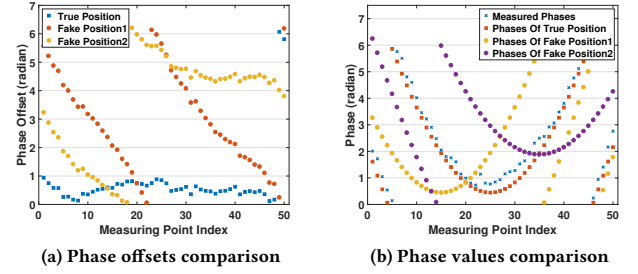 True Position
Fake Position1
Fake Position2
Phase Offset (radian)
7
6
5
4
3
2
1
0
0 10 20 30 40 50
Measuring Point Index
(a) Phase offsets comparison
Measured Phases
Phases Of True Position
Phases Of Fake Position1
Phases Of Fake Position2
Phase (radian)
7
6
5
4
3
2
1
0
0 10 20 30 40 50
Measuring Point Index
(b) Phase values comparison